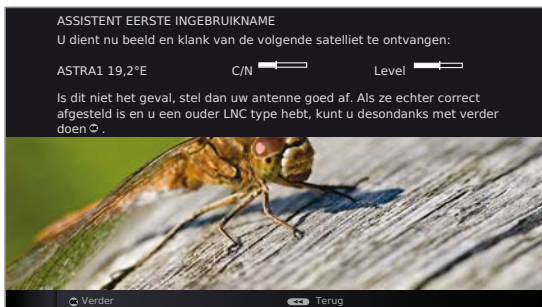 ASSISTENT EERSTE INGEBRUIKNAME
U dient nu beeld en klank van de volgende satelliet te ontvangen:
ASTRA1 19,2°E C/N Level
Is dit niet het geval, stel dan uw antenne goed af. Als ze echter correct
afgesteld is en u een ouder LNC type hebt, kunt u desondanks met verder
doen OK .
OK Verder ◄◄ Terug